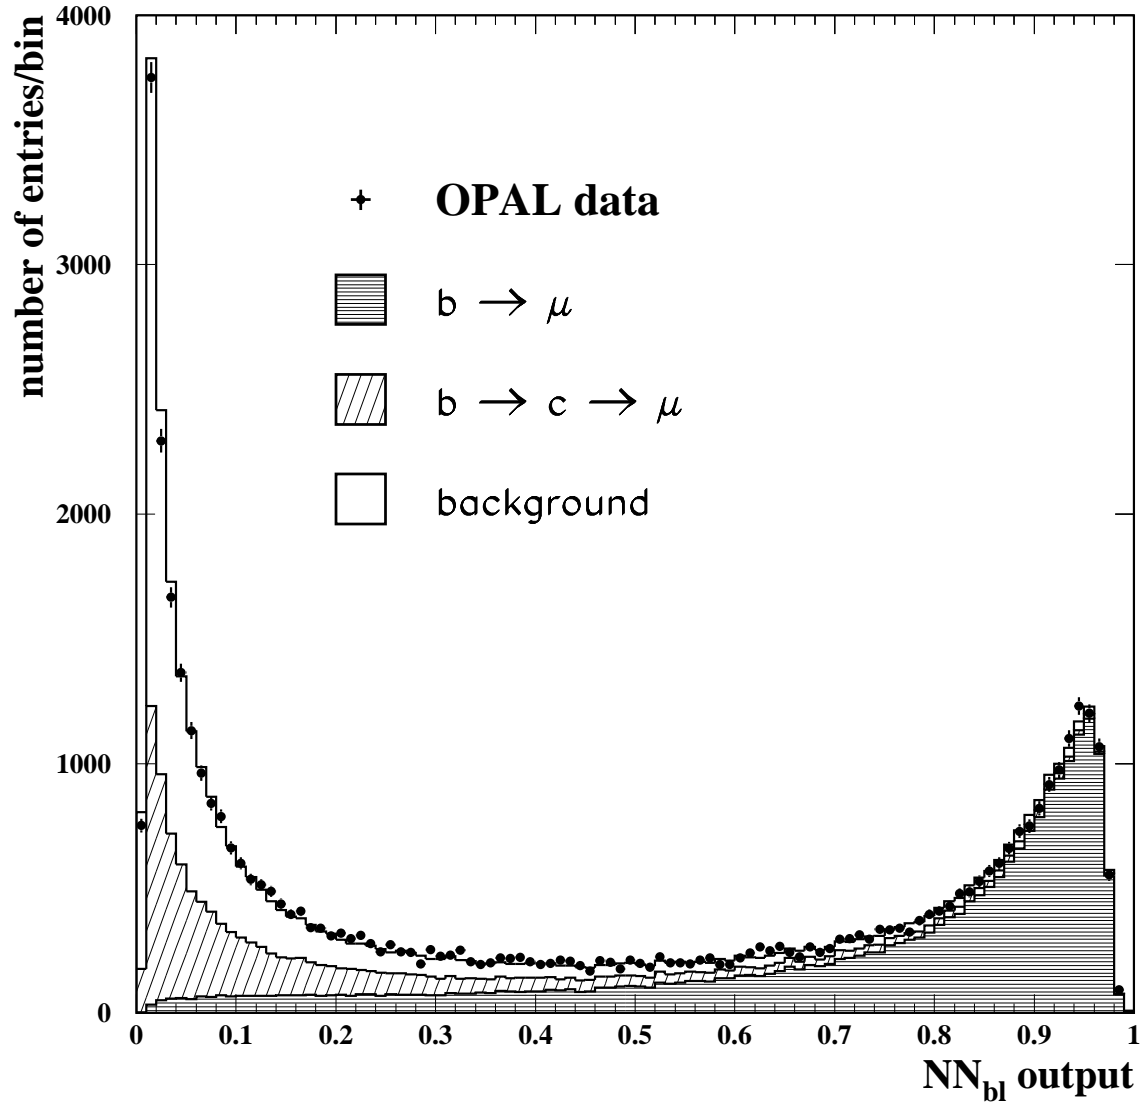 number of entries/bin
4000
3000
2000
1000
0
OPAL data
b → μ
b → c → μ
background
0 0.1 0.2 0.3 0.4 0.5 0.6 0.7 0.8 0.9 1
NN_bl output